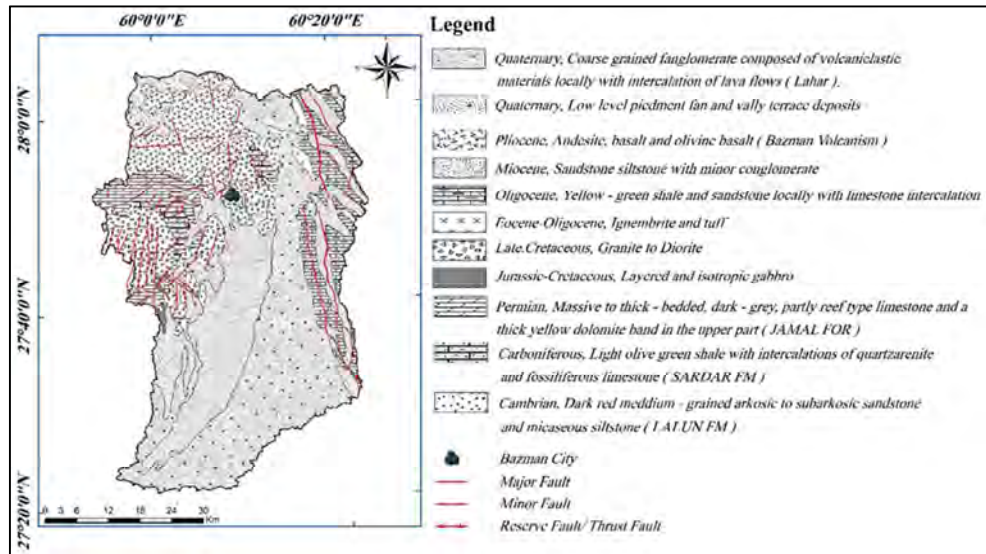 60°0'0"E
60°20'0"E
28°0'0"N
27°40'0"N
27°20'0"N
0 3 6 12 18 24 30
Km
Legend
Quaternary, Coarse grained fanglomerate composed of volcaniclastic
materials locally with intercalation of lava flows ( Lahar ).
Quaternary, Low level piedment fan and vally terrace deposits
Pliocene, Andesite, basalt and olivine basalt ( Bazman Volcanism )
Miocene, Sandstone siltstone with minor conglomerate
Oligocene, Yellow - green shale and sandstone locally with limestone intercalation
Eocene-Oligocene, Ignembrite and tuff
Late.Cretaceous, Granite to Diorite
Jurassic-Cretaceous, Layered and isotropic gabbro
Permian, Massive to thick - bedded, dark - grey, partly reef type limestone and a
thick yellow dolomite band in the upper part ( JAMAL FOR )
Carboniferous, Light olive green shale with intercalations of quartzarenite
and fossiliferous limestone ( SARDAR FM )
Cambrian, Dark red meddium - grained arkosic to subarkosic sandstone
and micaseous siltstone ( LALUN FM )
Bazman City
Major Fault
Minor Fault
Reserve Fault/ Thrust Fault